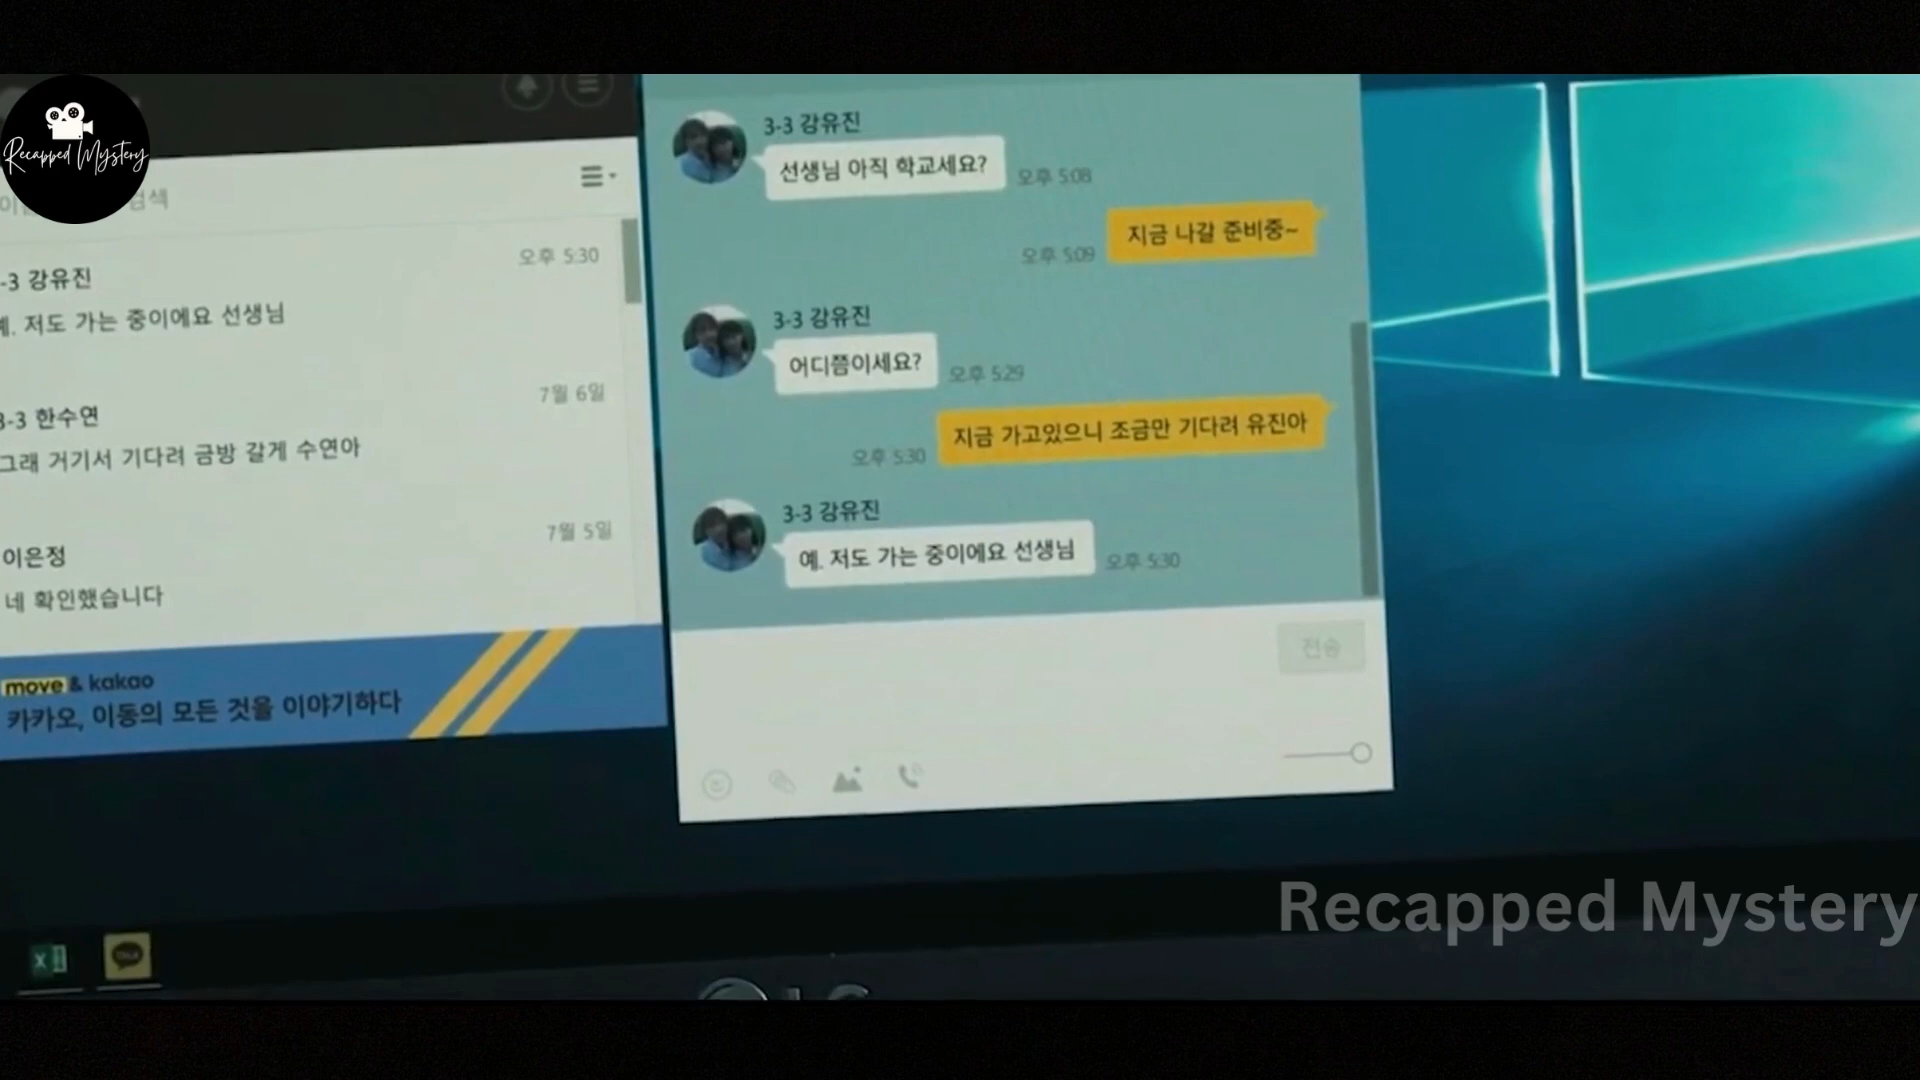 Recapped Mystery
검색
오후 5:30
-3 강유진
예. 저도 가는 중이에요 선생님
7월 6일
3-3 한수연
그래 거기서 기다려 금방 갈게 수연아
7월 5일
이은정
네 확인했습니다
move & kakao
카카오, 이동의 모든 것을 이야기하다
3-3 강유진
선생님 아직 학교세요?
오후 5:08
지금 나갈 준비중~
오후 5:09
3-3 강유진
어디쯤이세요?
오후 5:29
지금 가고있으니 조금만 기다려 유진아
오후 5:30
3-3 강유진
예. 저도 가는 중이에요 선생님
오후 5:30
전송
TALK
LG
Recapped Mystery